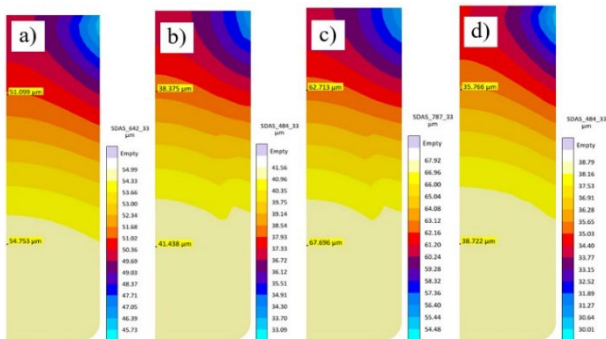 a)
51.099 µm
54.753 µm
SDAS_642_33
µm
Empty
54.99
54.33
53.66
53.00
52.34
51.68
51.02
50.36
49.69
49.03
48.37
47.71
47.05
46.39
45.73
b)
38.375 µm
41.438 µm
SDAS_484_33
µm
Empty
41.56
40.96
40.35
39.75
39.14
38.54
37.93
37.33
36.72
36.12
35.51
34.91
34.30
33.70
33.09
c)
62.713 µm
67.696 µm
SDAS_787_33
µm
Empty
67.92
66.96
66.00
65.04
64.08
63.12
62.16
61.20
60.24
59.28
58.32
57.36
56.40
55.44
54.48
d)
35.766 µm
38.722 µm
SDAS_484_33
µm
Empty
38.79
38.16
37.53
36.91
36.28
35.65
35.03
34.40
33.77
33.15
32.52
31.89
31.27
30.64
30.01